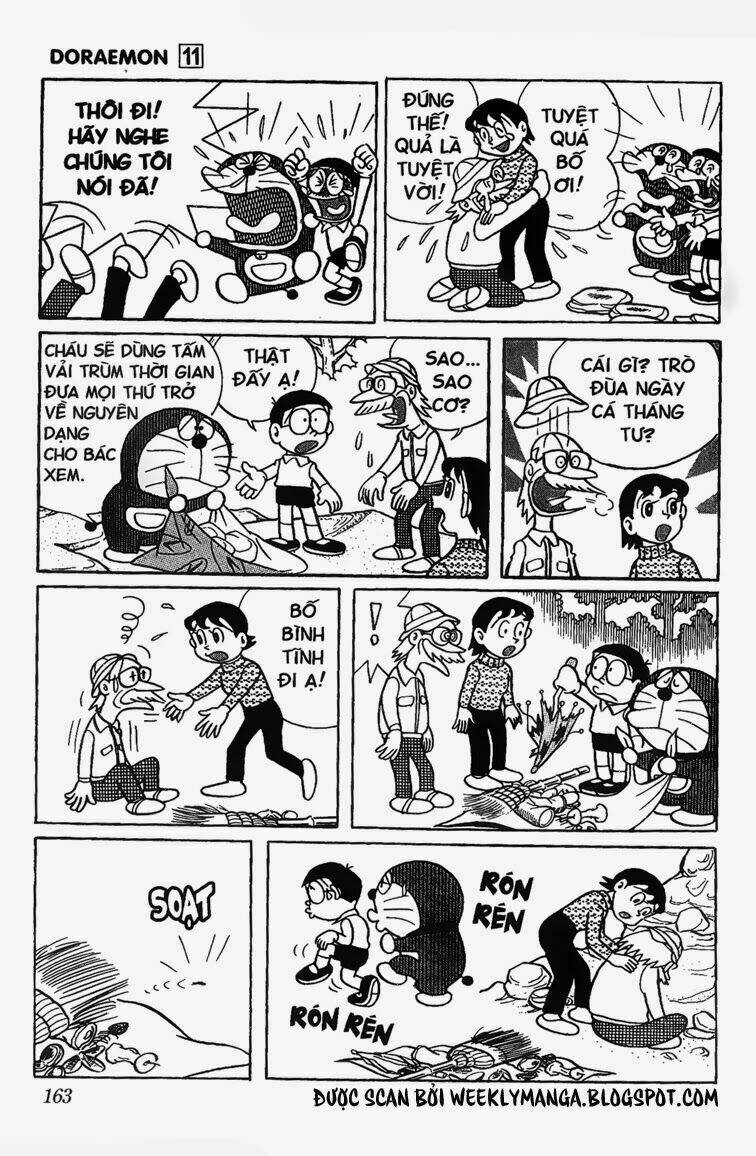 DORAEMON 11
THÔI ĐI!
HÃY NGHE
CHÚNG TÔI
NÓI ĐÃ!
ĐÚNG
THẾ!
QUẢ LÀ
TUYỆT
VỜI!
TUYỆT
QUÁ
BỐ
ƠI!
CHÁU SẼ DÙNG TẤM
VẢI TRÙM THỜI GIAN
ĐƯA MỌI THỨ TRỞ
VỀ NGUYÊN
DẠNG
CHO BÁC
XEM.
THẬT
ĐẤY Ạ!
SAO...
SAO
CƠ?
CÁI GÌ? TRÒ
ĐÙA NGÀY
CÁ THÁNG
TƯ?
BỐ
BÌNH
TĨNH
ĐI Ạ!
!
SOẠT
RÓN
RÉN
RÓN RÉN
163
ĐƯỢC SCAN BỞI WEEKLYMANGA.BLOGSPOT.COM